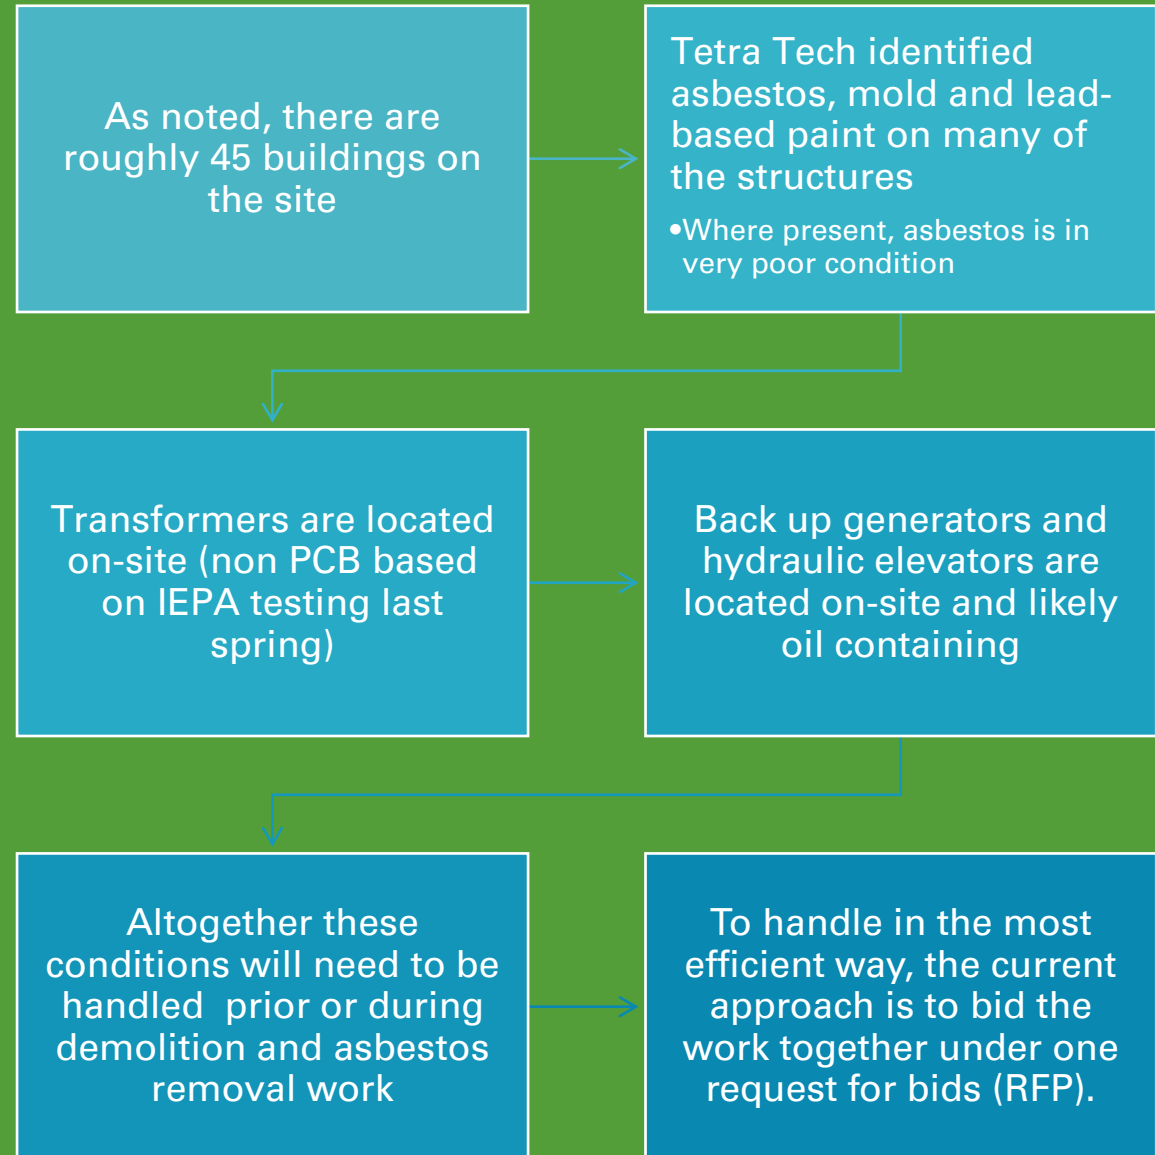 As noted, there are
roughly 45 buildings on
the site
Tetra Tech identified
asbestos, mold and lead-
based paint on many of
the structures
•Where present, asbestos is in
very poor condition
Transformers are located
on-site (non PCB based
on IEPA testing last
spring)
Back up generators and
hydraulic elevators are
located on-site and likely
oil containing
Altogether these
conditions will need to be
handled  prior or during
demolition and asbestos
removal work
To handle in the most
efficient way, the current
approach is to bid the
work together under one
request for bids (RFP).